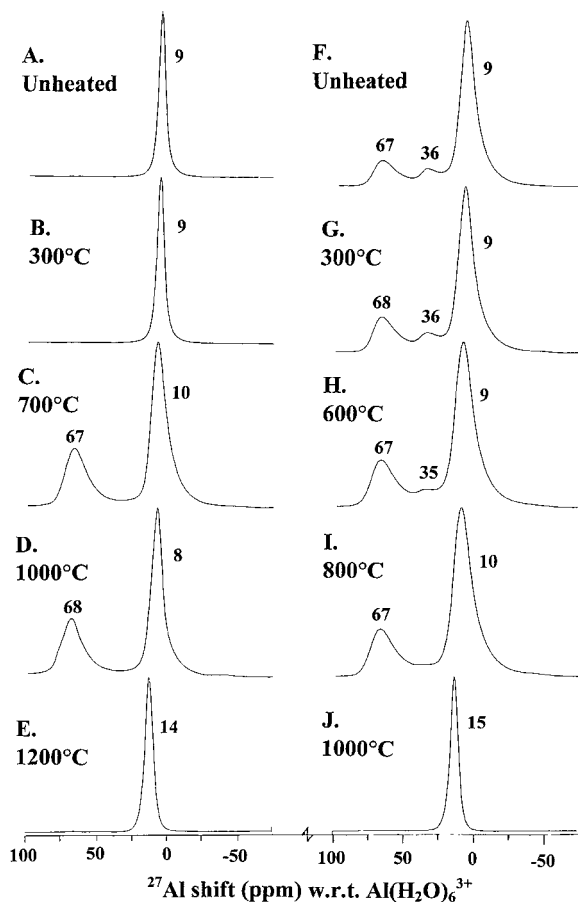 A.
Unheated
9
B.
300°C
9
C.
700°C
67
10
D.
1000°C
68
8
E.
1200°C
14
F.
Unheated
67
36
9
G.
300°C
68
36
9
H.
600°C
67
35
9
I.
800°C
67
10
J.
1000°C
15
100 50 0 -50 100 50 0 -50
²⁷Al shift (ppm) w.r.t. Al(H₂O)₆³⁺